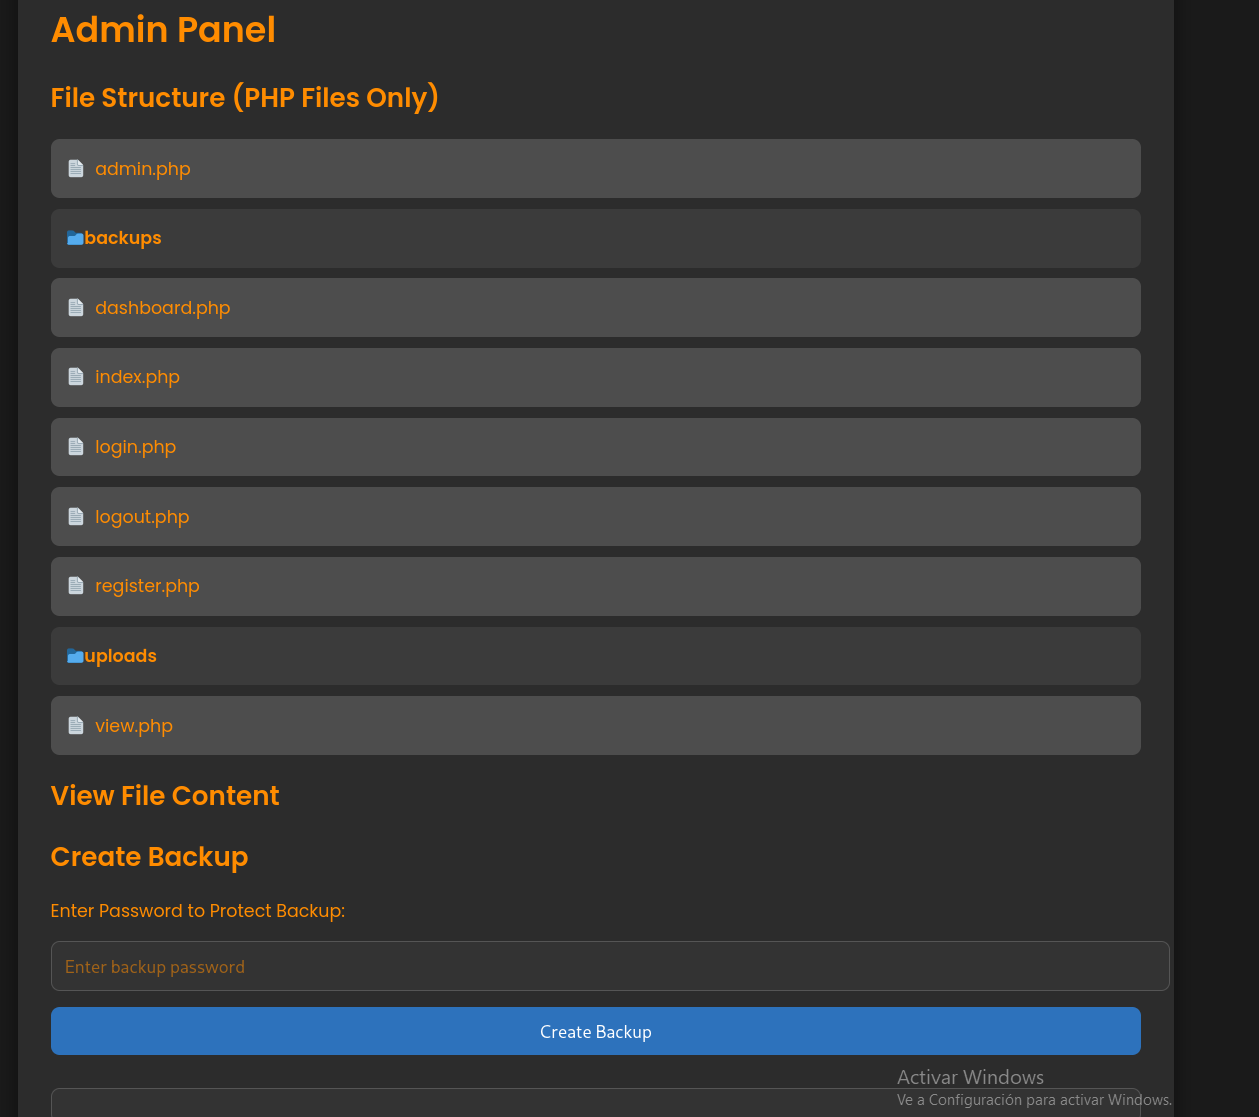 Admin Panel
File Structure (PHP Files Only)
admin.php
backups
dashboard.php
index.php
login.php
logout.php
register.php
uploads
view.php
View File Content
Create Backup
Enter Password to Protect Backup:
Enter backup password
Create Backup
Activar Windows
Ve a Configuración para activar Windows.